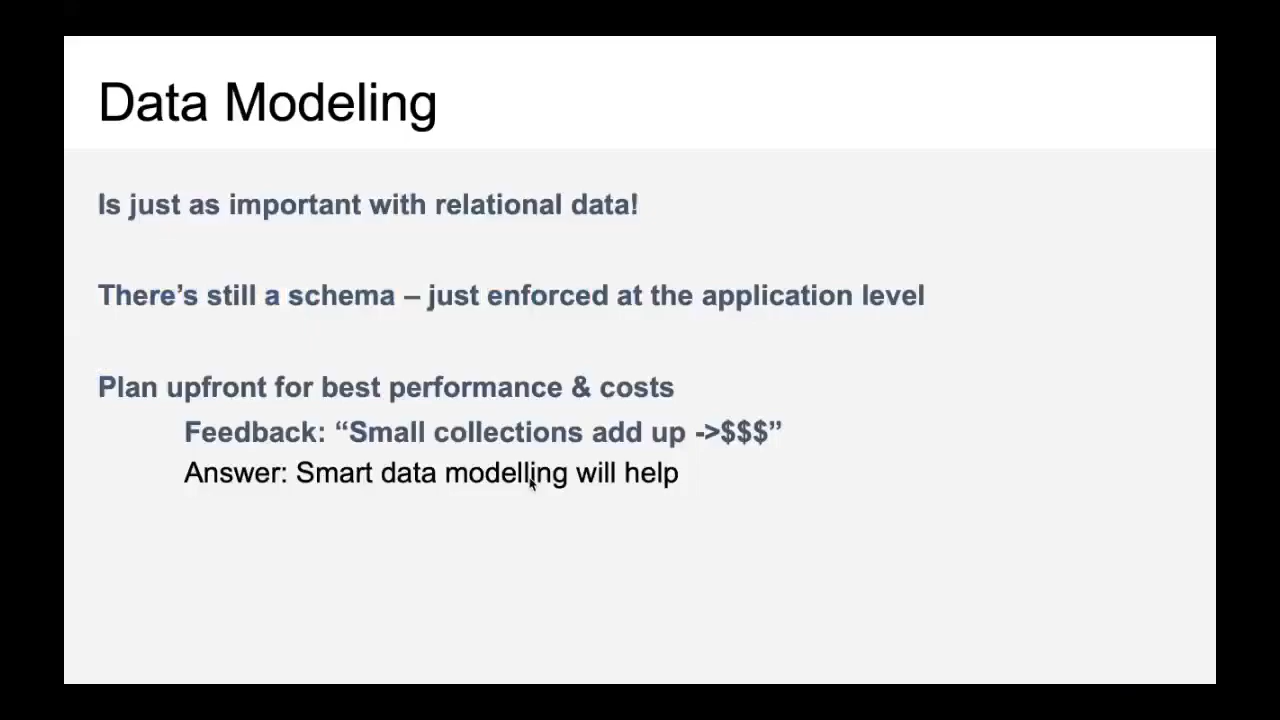 Data Modeling
Is just as important with relational data!
There’s still a schema – just enforced at the application level
Plan upfront for best performance & costs
Feedback: “Small collections add up ->$$$”
Answer: Smart data modelling will help